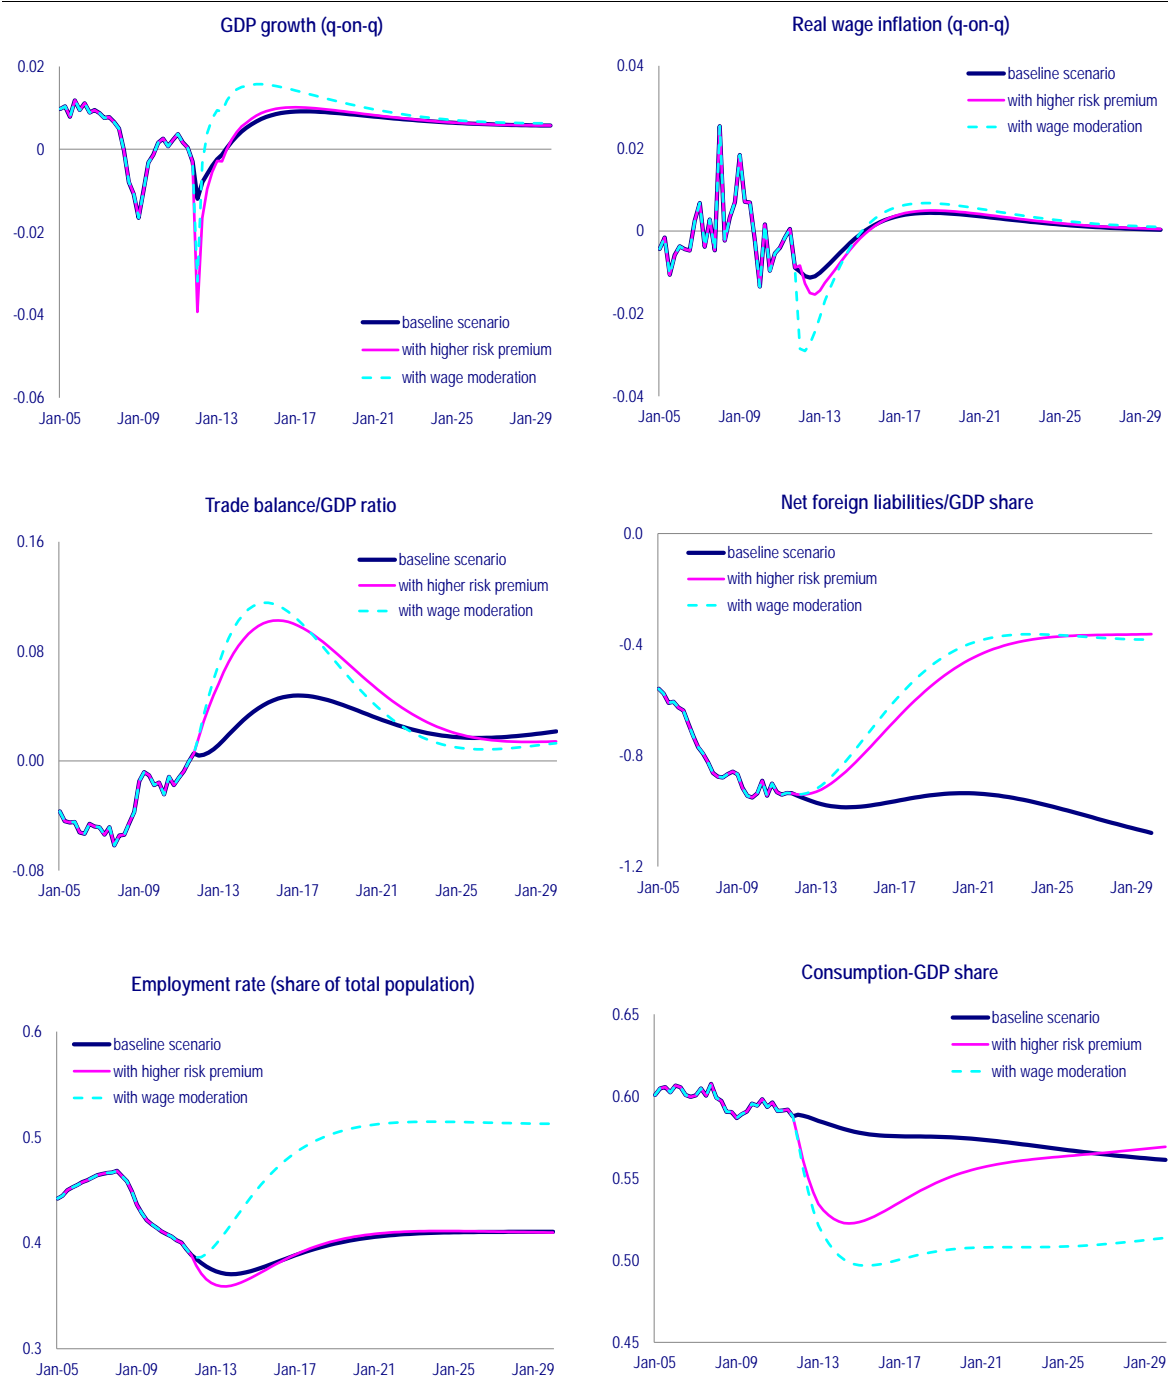 GDP growth (q-on-q)
0.02
0
-0.02
-0.04
-0.06
baseline scenario
with higher risk premium
with wage moderation
Jan-05 Jan-09 Jan-13 Jan-17 Jan-21 Jan-25 Jan-29
Real wage inflation (q-on-q)
0.04
0.02
0
-0.02
-0.04
baseline scenario
with higher risk premium
with wage moderation
Jan-05 Jan-09 Jan-13 Jan-17 Jan-21 Jan-25 Jan-29
Trade balance/GDP ratio
0.16
0.08
0.00
-0.08
baseline scenario
with higher risk premium
with wage moderation
Jan-05 Jan-09 Jan-13 Jan-17 Jan-21 Jan-25 Jan-29
Net foreign liabilities/GDP share
0.0
-0.4
-0.8
-1.2
baseline scenario
with higher risk premium
with wage moderation
Jan-05 Jan-09 Jan-13 Jan-17 Jan-21 Jan-25 Jan-29
Employment rate (share of total population)
0.6
0.5
0.4
0.3
baseline scenario
with higher risk premium
with wage moderation
Jan-05 Jan-09 Jan-13 Jan-17 Jan-21 Jan-25 Jan-29
Consumption-GDP share
0.65
0.60
0.55
0.50
0.45
baseline scenario
with higher risk premium
with wage moderation
Jan-05 Jan-09 Jan-13 Jan-17 Jan-21 Jan-25 Jan-29